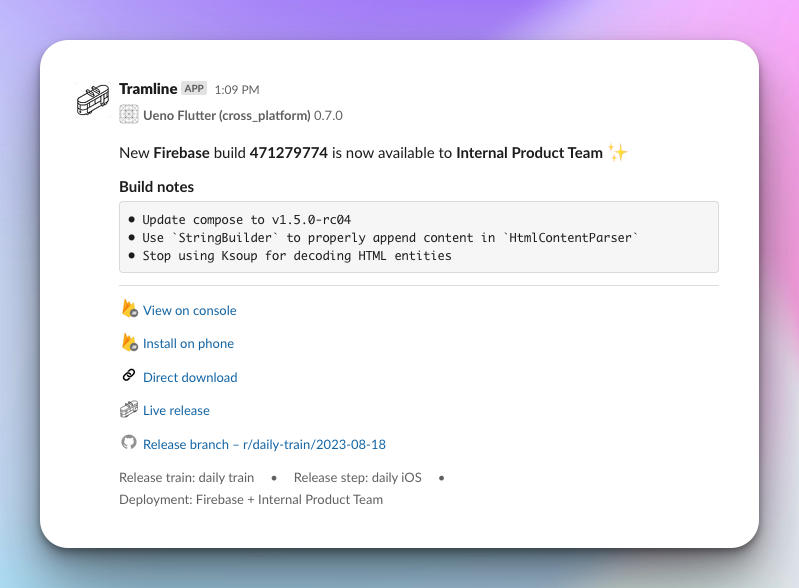 Tramline APP 1:09 PM
Ueno Flutter (cross_platform) 0.7.0
New Firebase build 471279774 is now available to Internal Product Team ✨
Build notes
• Update compose to v1.5.0-rc04
• Use `StringBuilder` to properly append content in `HtmlContentParser`
• Stop using Ksoup for decoding HTML entities
View on console
Install on phone
Direct download
Live release
Release branch – r/daily-train/2023-08-18
Release train: daily train • Release step: daily iOS •
Deployment: Firebase + Internal Product Team